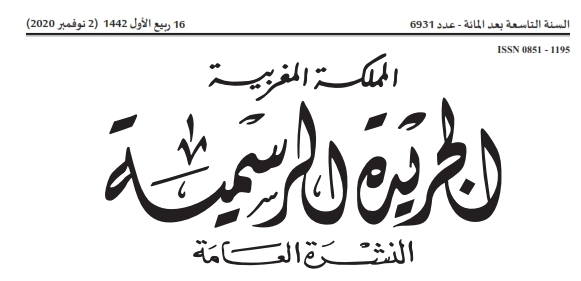 السنة التاسعة بعد المائة - عدد 6931
16 ربيع الأول 1442 (2 نوفمبر 2020)
ISSN 0851 - 1195
المملكة المغربية
الجريدة الرسمية
النشرة العامة